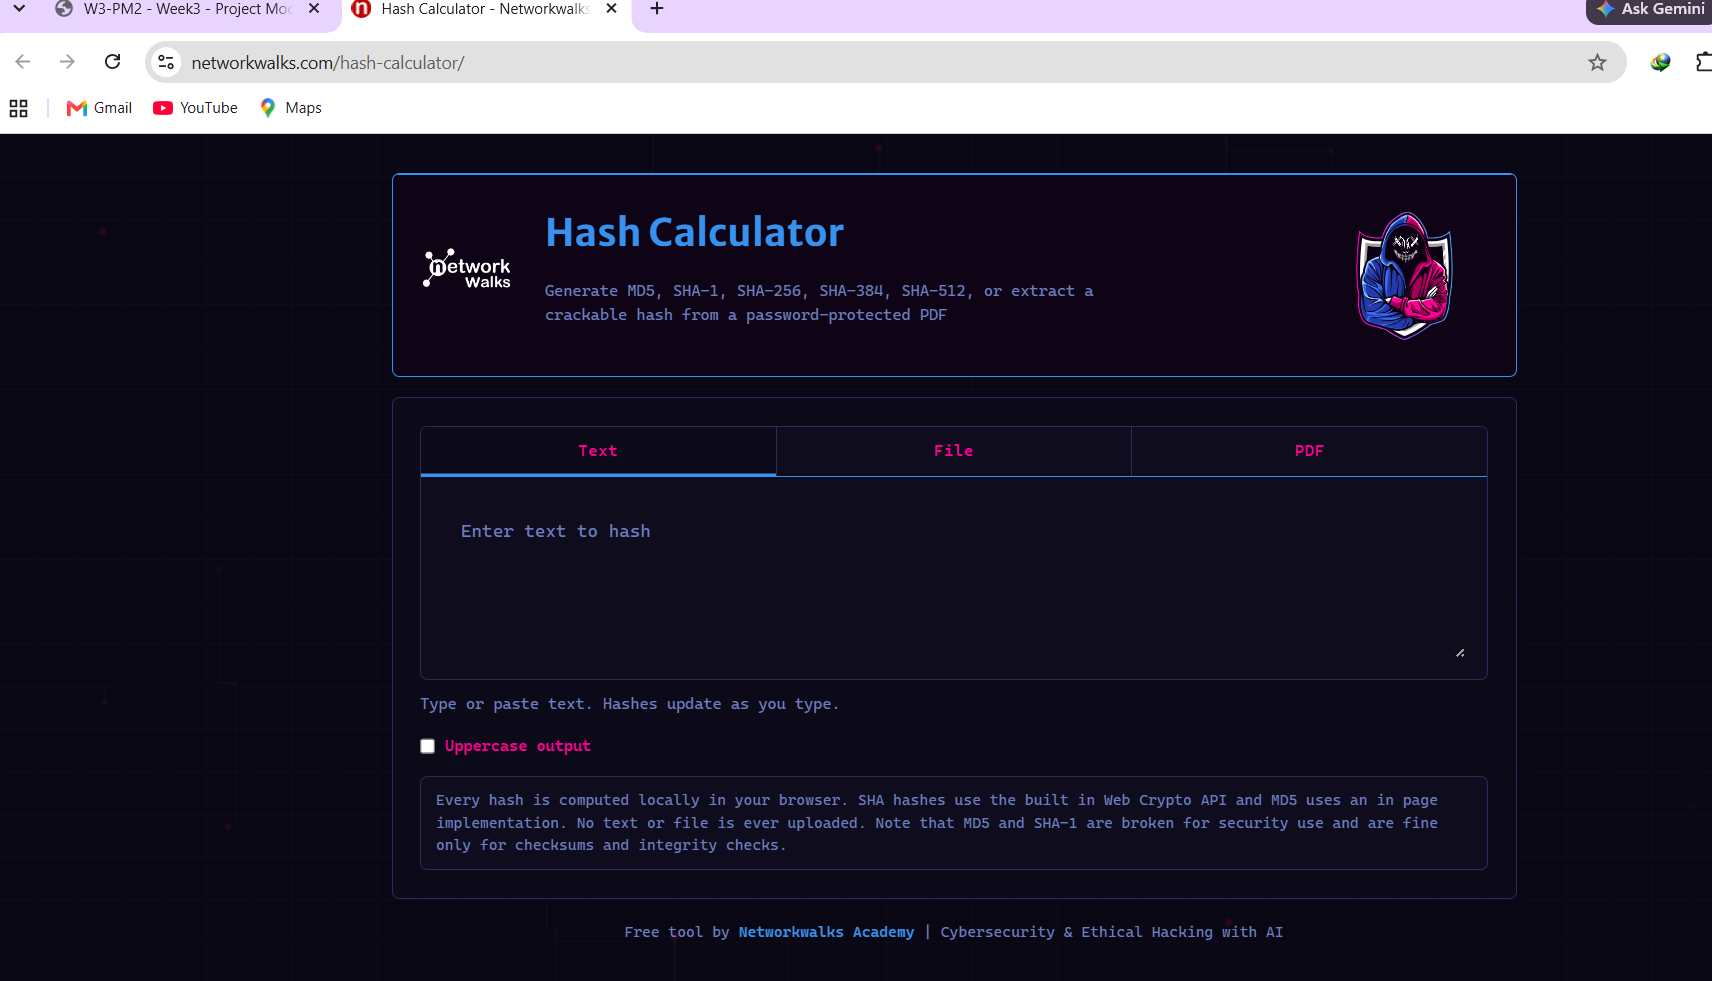 W3-PM2 - Week3 - Project Mo
Hash Calculator - Networkwalks
Ask Gemini
networkwalks.com/hash-calculator/
Gmail
YouTube
Maps
network
walks
Hash Calculator
Generate MD5, SHA-1, SHA-256, SHA-384, SHA-512, or extract a
crackable hash from a password-protected PDF
Text
File
PDF
Enter text to hash
Type or paste text. Hashes update as you type.
Uppercase output
Every hash is computed locally in your browser. SHA hashes use the built in Web Crypto API and MD5 uses an in page
implementation. No text or file is ever uploaded. Note that MD5 and SHA-1 are broken for security use and are fine
only for checksums and integrity checks.
Free tool by Networkwalks Academy | Cybersecurity & Ethical Hacking with AI